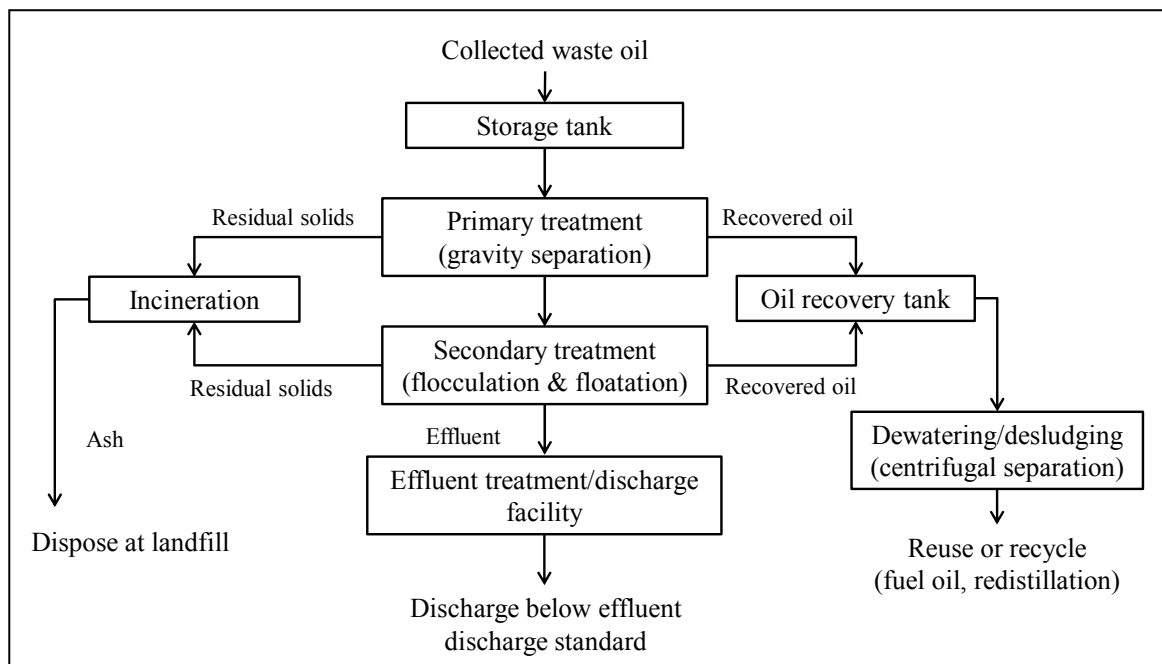 Collected waste oil
Storage tank
Residual solids
Primary treatment
(gravity separation)
Recovered oil
Incineration
Oil recovery tank
Residual solids
Secondary treatment
(flocculation & floatation)
Recovered oil
Ash
Effluent
Dewatering/desludging
(centrifugal separation)
Effluent treatment/discharge
facility
Dispose at landfill
Reuse or recycle
(fuel oil, redistillation)
Discharge below effluent
discharge standard